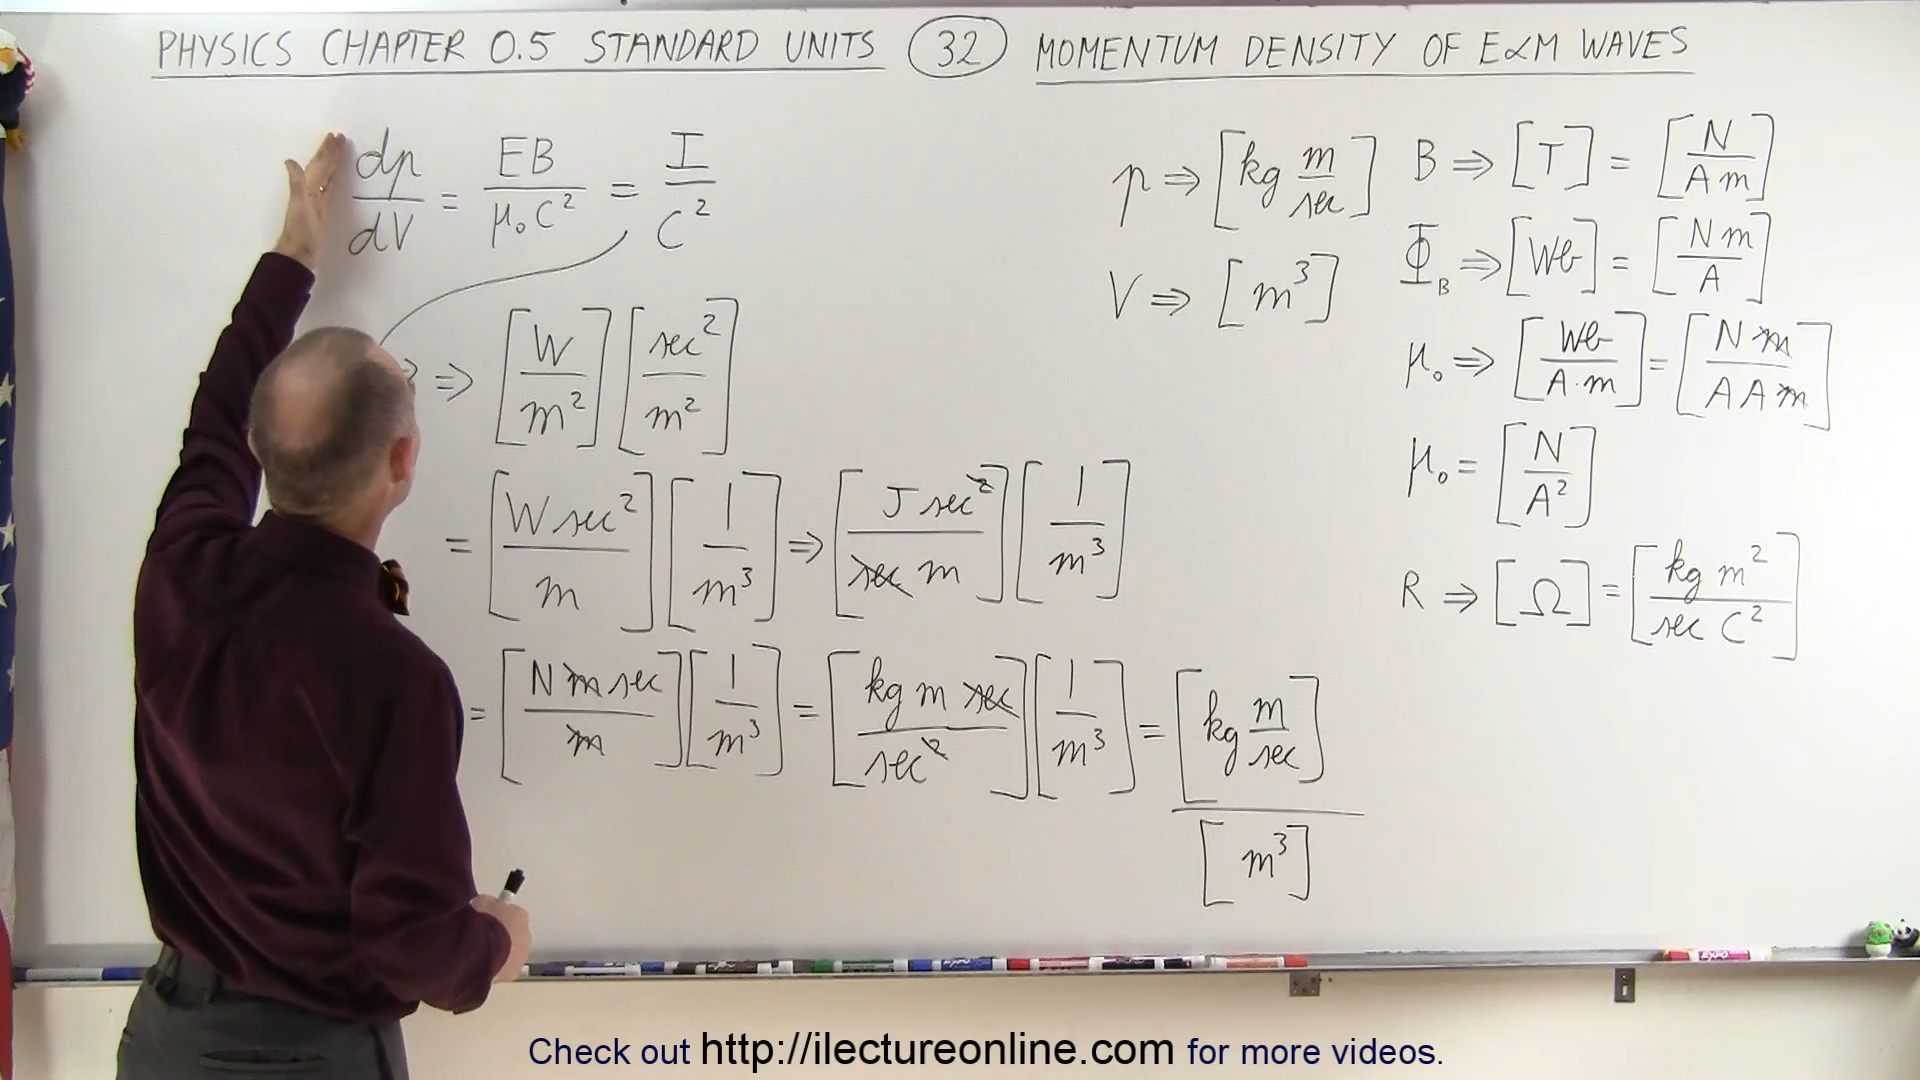 PHYSICS CHAPTER 0.5 STANDARD UNITS 32 MOMENTUM DENSITY OF E&M WAVES
dp/dV = EB/μ₀C² = I/C²
⇒ [W/m²][sec²/m²]
= [W sec²/m][1/m³] ⇒ [J sec²/sec m][1/m³]
= [N m sec/m][1/m³] = [kg m sec/sec²][1/m³] = [kg m/sec]/[m³]
p ⇒ [kg m/sec]
V ⇒ [m³]
B ⇒ [T] = [N/A m]
Φ_B ⇒ [Wb] = [N m/A]
μ₀ ⇒ [Wb/A·m] = [N m/A A m]
μ₀ = [N/A²]
R ⇒ [Ω] = [kg m²/sec C²]
EXPO
Check out http://ilectureonline.com for more videos.